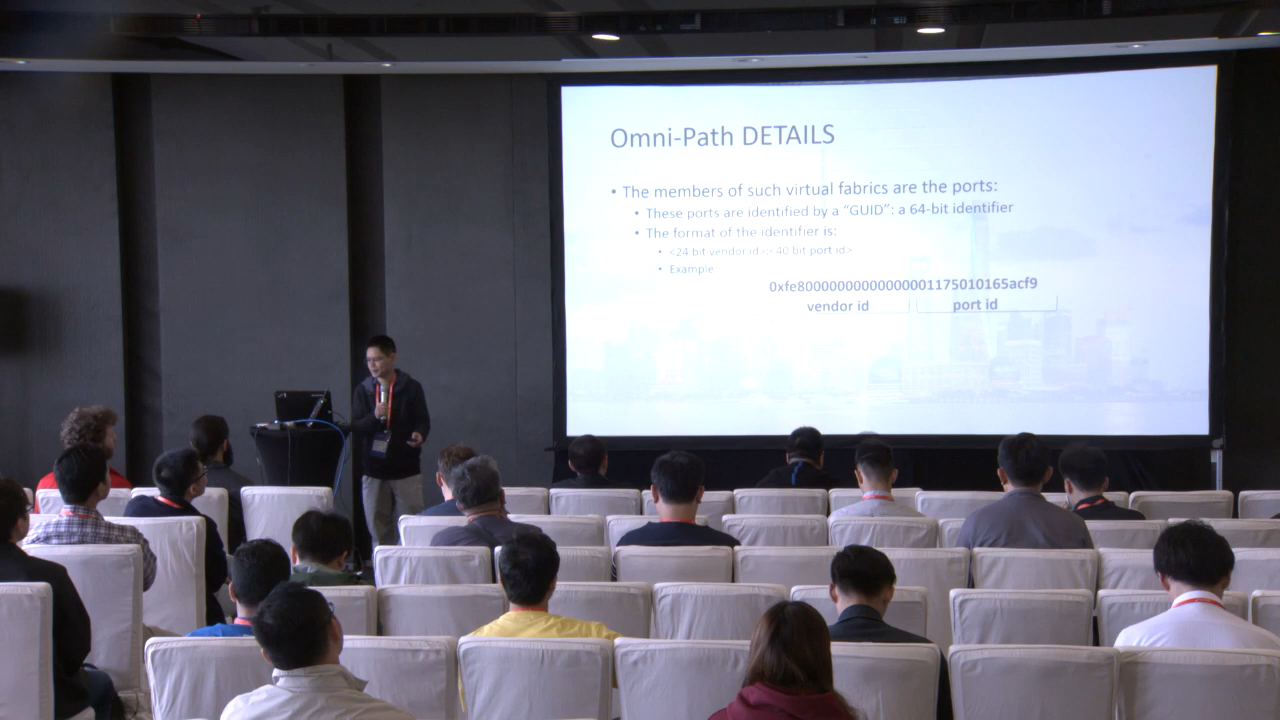 Omni-Path DETAILS
• The members of such virtual fabrics are the ports:
• These ports are identified by a “GUID”: a 64-bit identifier
• The format of the identifier is:
• <24 bit vendor id>:<40 bit port id>
• Example:
0xfe80000000000000001175010165acf9
vendor id port id